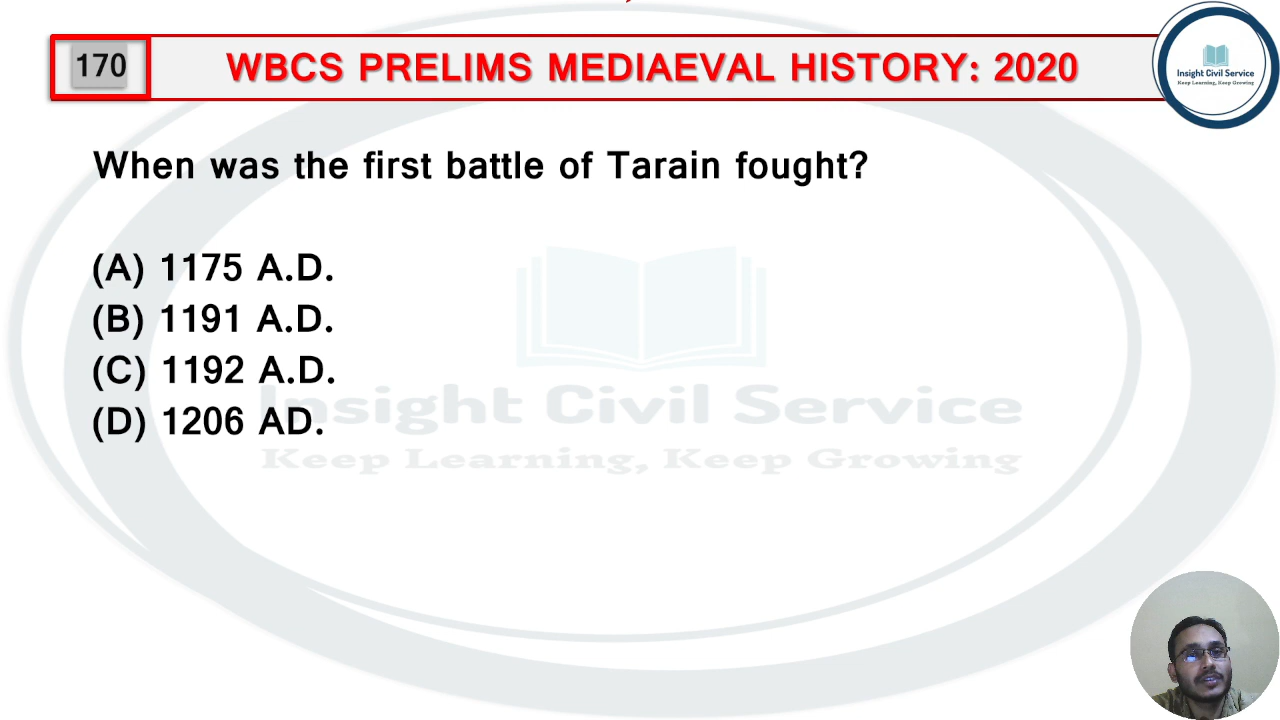 170
WBCS PRELIMS MEDIAEVAL HISTORY: 2020
Insight Civil Service
Keep Learning, Keep Growing
When was the first battle of Tarain fought?
(A) 1175 A.D.
(B) 1191 A.D.
(C) 1192 A.D.
(D) 1206 AD.
Insight Civil Service
Keep Learning, Keep Growing